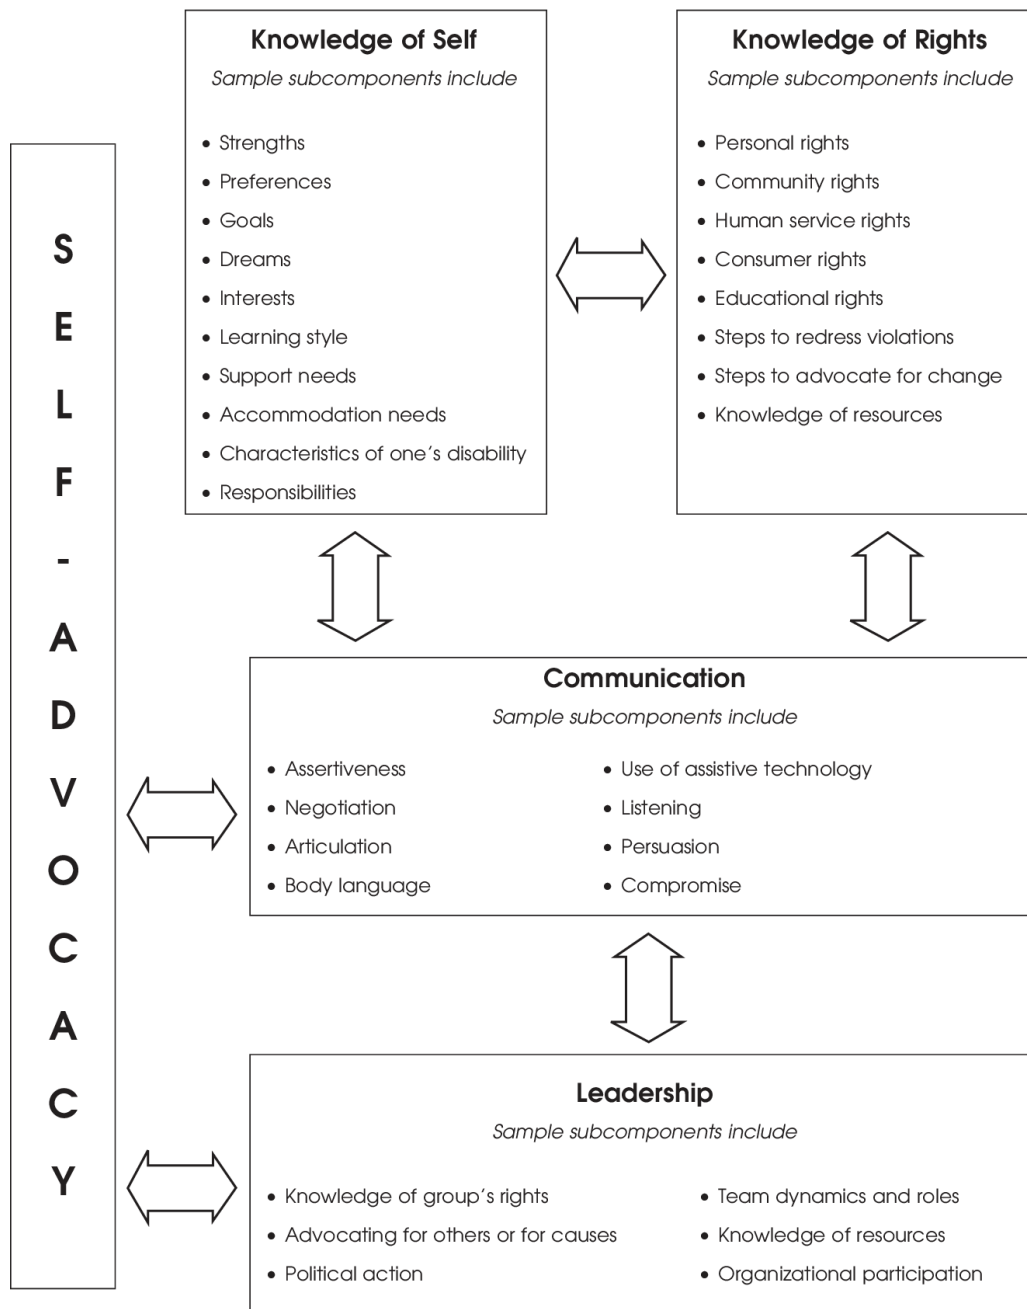 SELF-ADVOCACY
Knowledge of Self
Sample subcomponents include
• Strengths
• Preferences
• Goals
• Dreams
• Interests
• Learning style
• Support needs
• Accommodation needs
• Characteristics of one's disability
• Responsibilities
Knowledge of Rights
Sample subcomponents include
• Personal rights
• Community rights
• Human service rights
• Consumer rights
• Educational rights
• Steps to redress violations
• Steps to advocate for change
• Knowledge of resources
Communication
Sample subcomponents include
• Assertiveness
• Negotiation
• Articulation
• Body language
• Use of assistive technology
• Listening
• Persuasion
• Compromise
Leadership
Sample subcomponents include
• Knowledge of group's rights
• Advocating for others or for causes
• Political action
• Team dynamics and roles
• Knowledge of resources
• Organizational participation